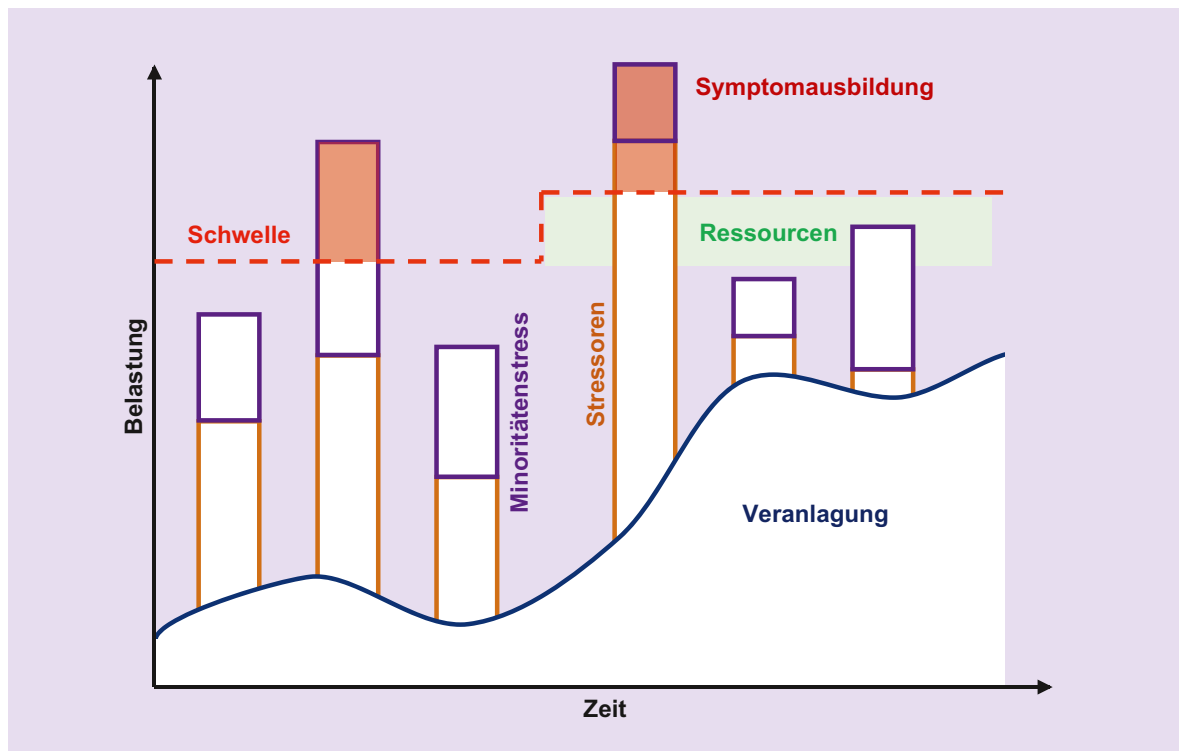 Symptomausbildung
Schwelle
Ressourcen
Belastung
Minoritätenstress
Stressoren
Veranlagung
Zeit